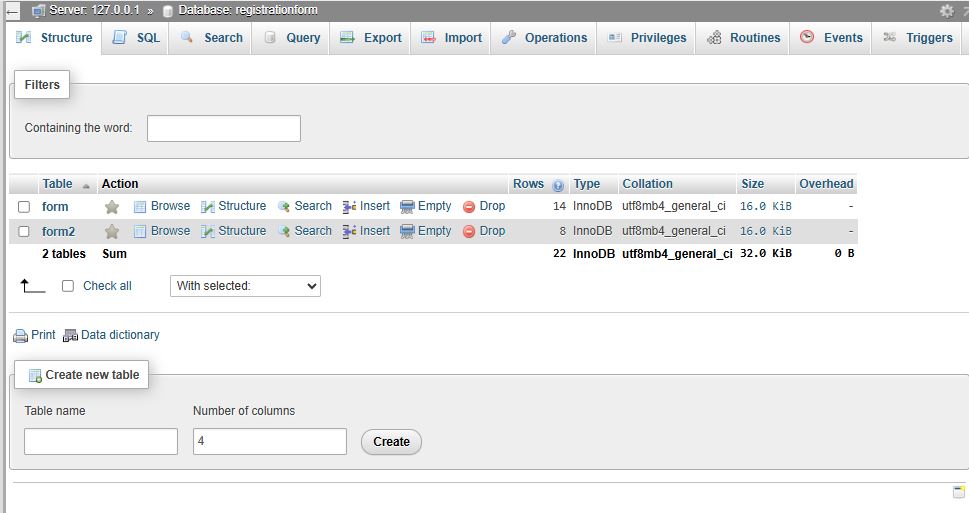 Server: 127.0.0.1 » Database: registrationform
Structure SQL Search Query Export Import Operations Privileges Routines Events Triggers
Filters
Containing the word:
Table Action Rows Type Collation Size Overhead
form Browse Structure Search Insert Empty Drop 14 InnoDB utf8mb4_general_ci 16.0 KiB -
form2 Browse Structure Search Insert Empty Drop 8 InnoDB utf8mb4_general_ci 16.0 KiB -
2 tables Sum 22 InnoDB utf8mb4_general_ci 32.0 KiB 0 B
Check all With selected:
Print Data dictionary
Create new table
Table name Number of columns
4 Create